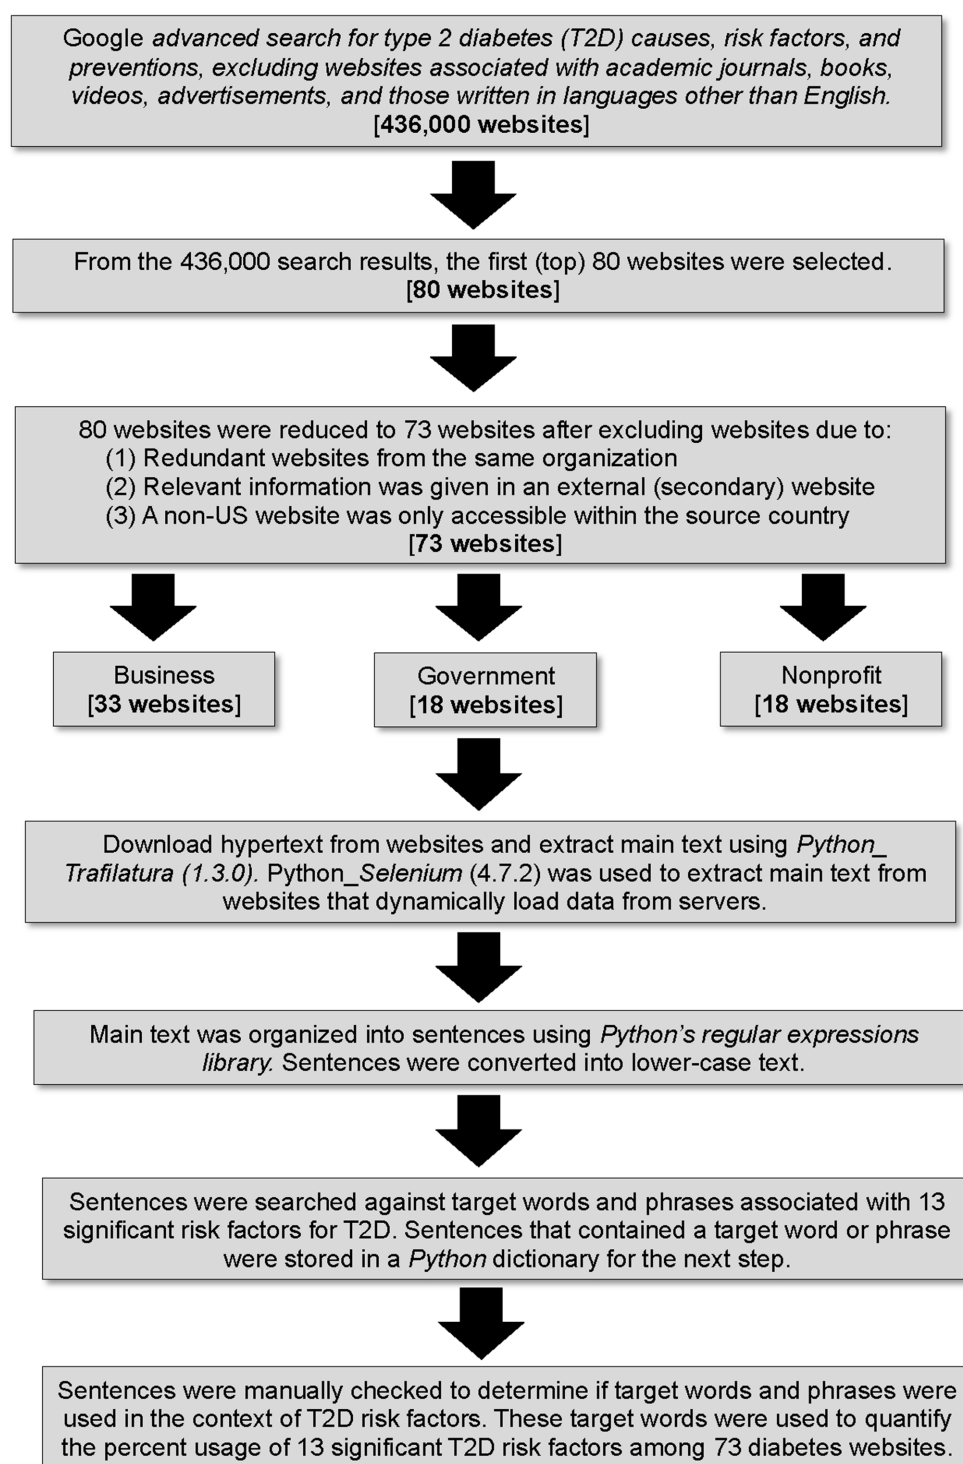 Google advanced search for type 2 diabetes (T2D) causes, risk factors, and
preventions, excluding websites associated with academic journals, books,
videos, advertisements, and those written in languages other than English.
[436,000 websites]
From the 436,000 search results, the first (top) 80 websites were selected.
[80 websites]
80 websites were reduced to 73 websites after excluding websites due to:
(1) Redundant websites from the same organization
(2) Relevant information was given in an external (secondary) website
(3) A non-US website was only accessible within the source country
[73 websites]
Business
[33 websites]
Government
[18 websites]
Nonprofit
[18 websites]
Download hypertext from websites and extract main text using Python_
Trafilatura (1.3.0). Python_Selenium (4.7.2) was used to extract main text from
websites that dynamically load data from servers.
Main text was organized into sentences using Python's regular expressions
library. Sentences were converted into lower-case text.
Sentences were searched against target words and phrases associated with 13
significant risk factors for T2D. Sentences that contained a target word or phrase
were stored in a Python dictionary for the next step.
Sentences were manually checked to determine if target words and phrases were
used in the context of T2D risk factors. These target words were used to quantify
the percent usage of 13 significant T2D risk factors among 73 diabetes websites.